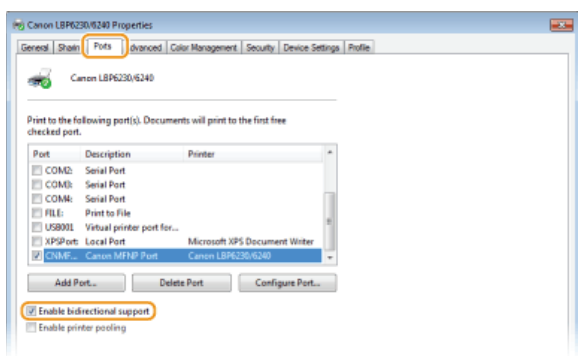 Canon LBP6230/6240 Properties
General Sharin Ports dvanced Color Management Security Device Settings Profile
Canon LBP6230/6240
Print to the following port(s). Documents will print to the first free
checked port.
Port Description Printer
COM2: Serial Port
COM3: Serial Port
COM4: Serial Port
FILE: Print to File
USB001 Virtual printer port for...
XPSPort: Local Port Microsoft XPS Document Writer
CNMF... Canon MFNP Port Canon LBP6230/6240
Add Port... Delete Port Configure Port...
Enable bidirectional support
Enable printer pooling